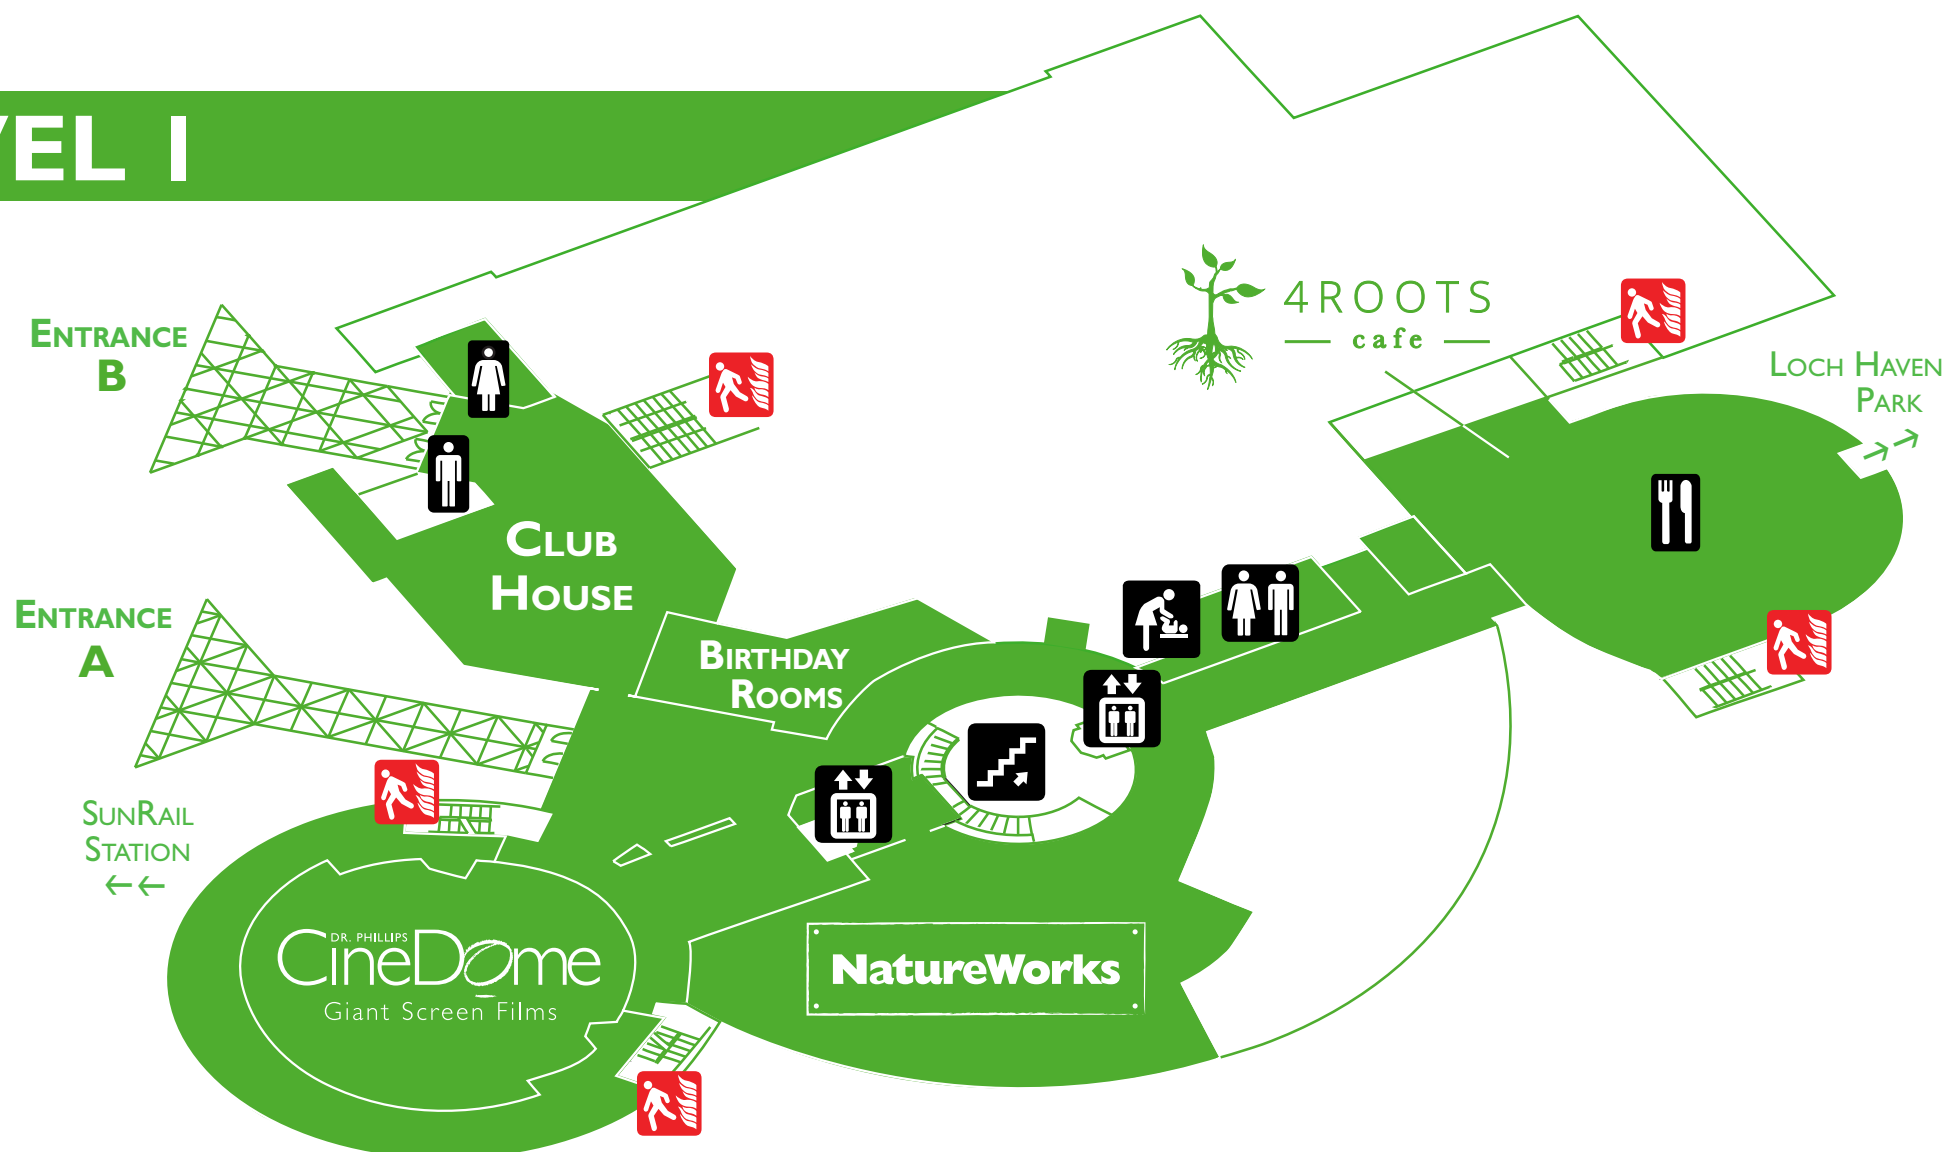 EL I
4ROOTS
cafe
ENTRANCE
B
LOCH HAVEN
PARK
CLUB
HOUSE
ENTRANCE
A
BIRTHDAY
ROOMS
SUNRAIL
STATION
DR. PHILLIPS
CineDome
Giant Screen Films
NatureWorks